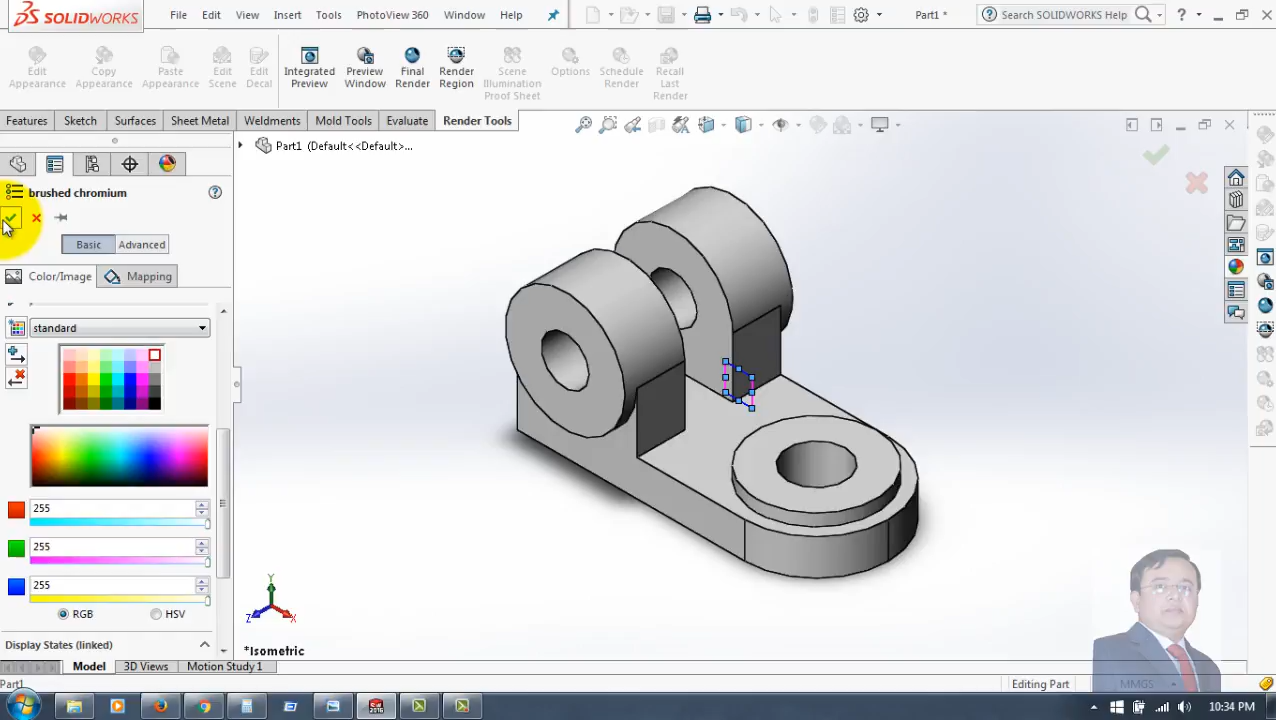 SOLIDWORKS
File Edit View Insert Tools PhotoView 360 Window Help
Part1 *
Search SOLIDWORKS Help
Edit Appearance
Copy Appearance
Paste Appearance
Edit Scene
Edit Decal
Integrated Preview
Preview Window
Final Render
Render Region
Scene Illumination Proof Sheet
Options
Schedule Render
Recall Last Render
Features Sketch Surfaces Sheet Metal Weldments Mold Tools Evaluate Render Tools
Part1 (Default<<Default>...
brushed chromium
Basic Advanced
Color/Image Mapping
standard
255
255
255
RGB HSV
Display States (linked)
Y
Z
X
*Isometric
Model 3D Views Motion Study 1
Part1
Editing Part
MMGS
2016
10:34 PM